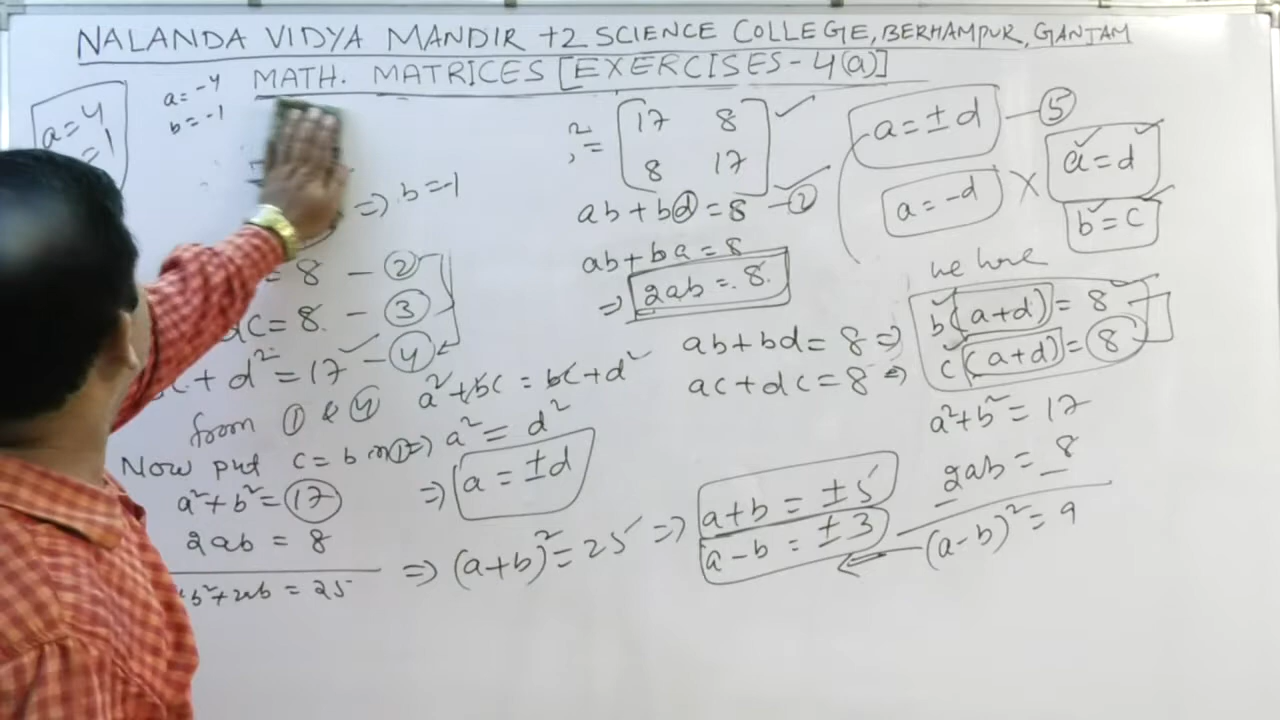 NALANDA VIDYA MANDIR +2 SCIENCE COLLEGE, BERHAMPUR, GANJAM
MATH. MATRICES [EXERCISES - 4(a)]
a = 4
= 1
a = -4
b = -1
⇒ b = -1
= 8 - ②
dc = 8 - ③
+ d² = 17 - ④
from ① & ④ a² + bc = bc + d²
⇒ a² = d²
⇒ a = ±d
Now put c = b in ①
a² + b² = 17
2ab = 8
b² + 2ab = 25
⇒ (a+b)² = 25 ⇒ a+b = ±5
a-b = ±3
2 = [17 8
8 17]
ab + bd = 8 - ②
ab + ba = 8
⇒ 2ab = 8
a = ±d - ⑤
a = -d × a = d
b = c
we have
ab + bd = 8 ⇒ b(a+d) = 8
ac + dc = 8 ⇒ c(a+d) = 8
a² + b² = 17
2ab = 8
(a-b)² = 9